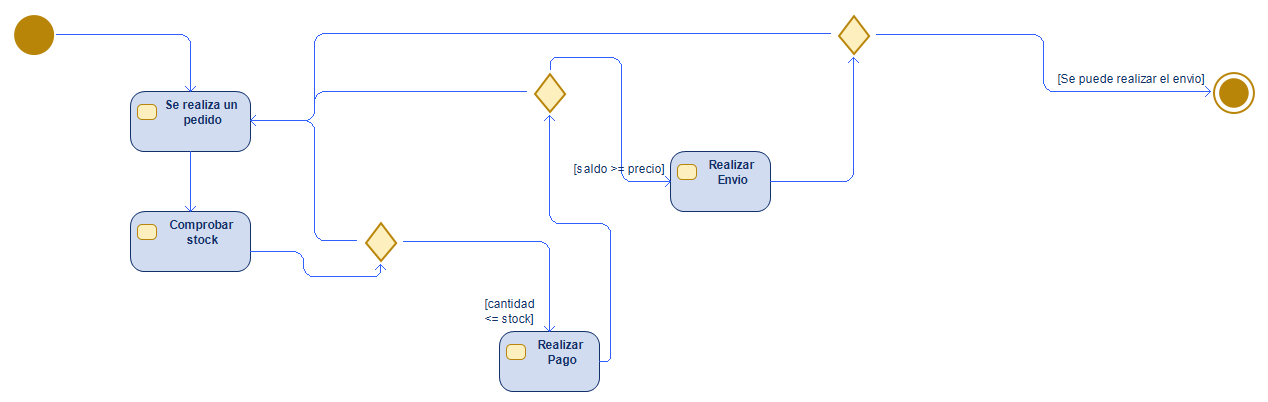 [Se puede realizar el envio]
Se realiza un
pedido
[saldo >= precio]
Realizar
Envio
Comprobar
stock
[cantidad
<= stock]
Realizar
Pago